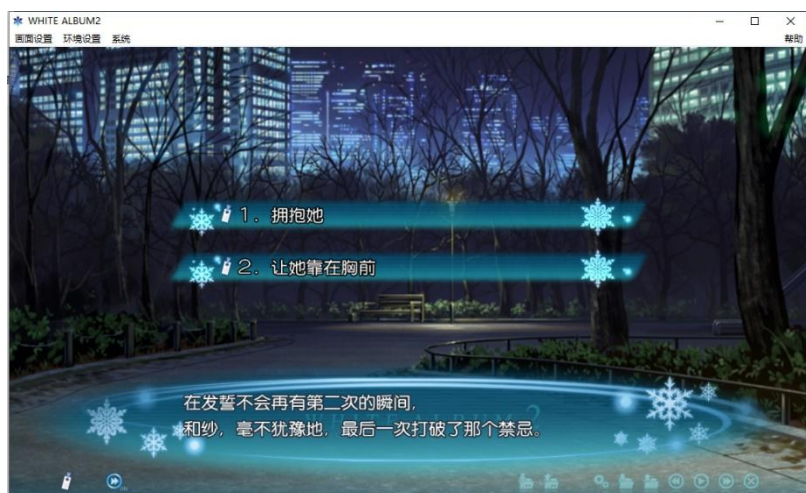 WHITE ALBUM2
画面设置 环境设置 系统 帮助
1. 拥抱她
2. 让她靠在胸前
在发誓不会再有第二次的瞬间,
和纱, 毫不犹豫地, 最后一次打破了那个禁忌。